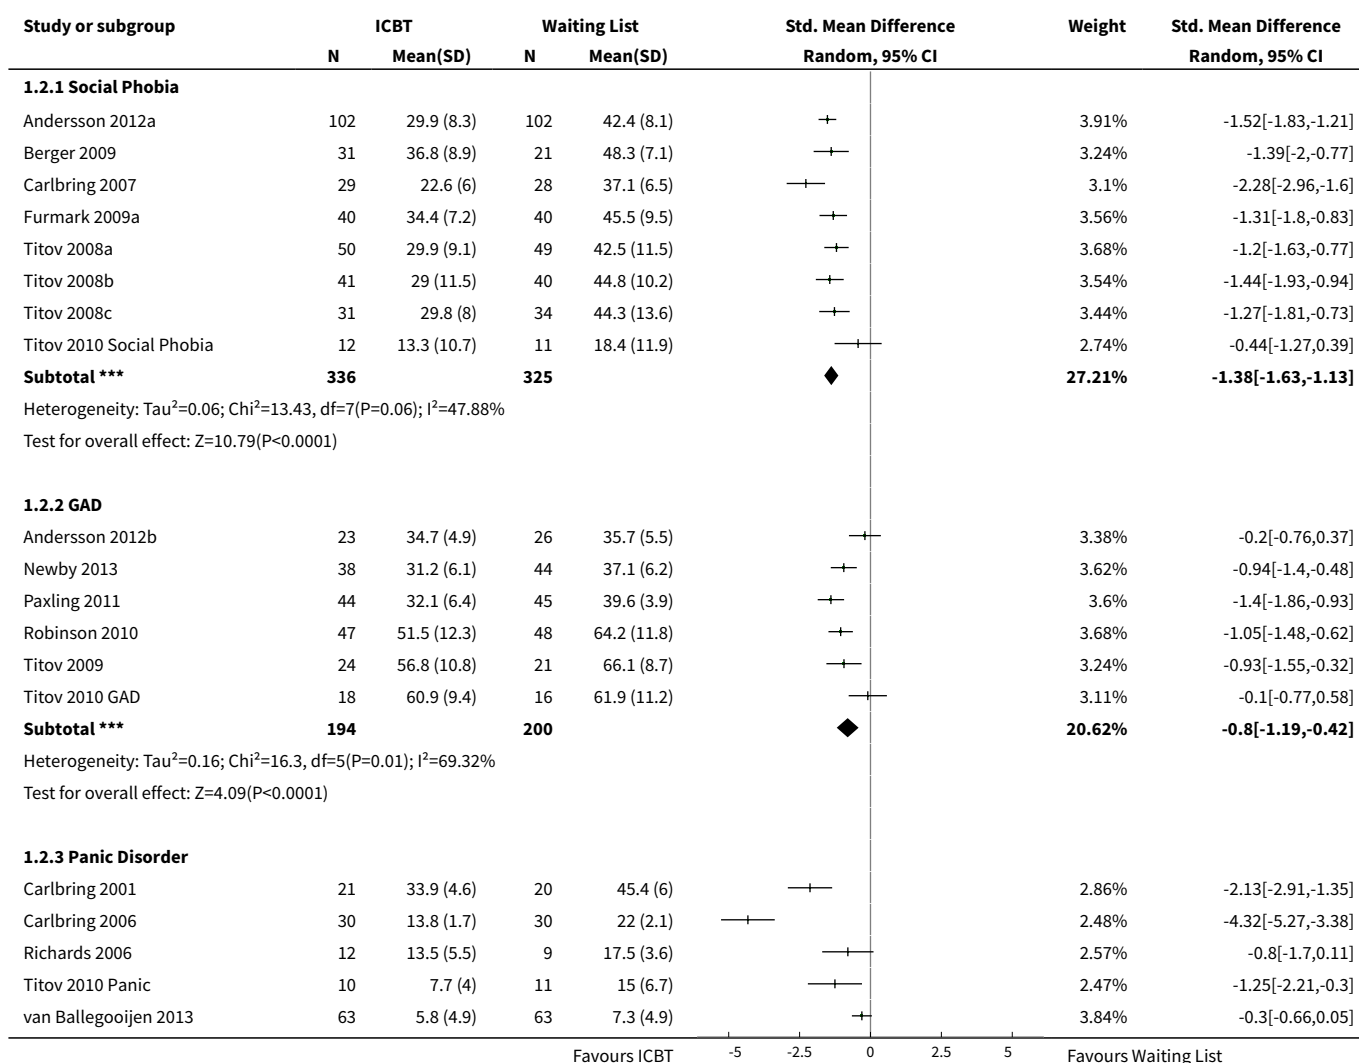 Study or subgroup ICBT Waiting List Std. Mean Difference Weight Std. Mean Difference
N Mean(SD) N Mean(SD) Random, 95% CI Random, 95% CI
1.2.1 Social Phobia
Andersson 2012a 102 29.9 (8.3) 102 42.4 (8.1) 3.91% -1.52[-1.83,-1.21]
Berger 2009 31 36.8 (8.9) 21 48.3 (7.1) 3.24% -1.39[-2,-0.77]
Carlbring 2007 29 22.6 (6) 28 37.1 (6.5) 3.1% -2.28[-2.96,-1.6]
Furmark 2009a 40 34.4 (7.2) 40 45.5 (9.5) 3.56% -1.31[-1.8,-0.83]
Titov 2008a 50 29.9 (9.1) 49 42.5 (11.5) 3.68% -1.2[-1.63,-0.77]
Titov 2008b 41 29 (11.5) 40 44.8 (10.2) 3.54% -1.44[-1.93,-0.94]
Titov 2008c 31 29.8 (8) 34 44.3 (13.6) 3.44% -1.27[-1.81,-0.73]
Titov 2010 Social Phobia 12 13.3 (10.7) 11 18.4 (11.9) 2.74% -0.44[-1.27,0.39]
Subtotal *** 336 325 27.21% -1.38[-1.63,-1.13]
Heterogeneity: Tau²=0.06; Chi²=13.43, df=7(P=0.06); I²=47.88%
Test for overall effect: Z=10.79(P<0.0001)
1.2.2 GAD
Andersson 2012b 23 34.7 (4.9) 26 35.7 (5.5) 3.38% -0.2[-0.76,0.37]
Newby 2013 38 31.2 (6.1) 44 37.1 (6.2) 3.62% -0.94[-1.4,-0.48]
Paxling 2011 44 32.1 (6.4) 45 39.6 (3.9) 3.6% -1.4[-1.86,-0.93]
Robinson 2010 47 51.5 (12.3) 48 64.2 (11.8) 3.68% -1.05[-1.48,-0.62]
Titov 2009 24 56.8 (10.8) 21 66.1 (8.7) 3.24% -0.93[-1.55,-0.32]
Titov 2010 GAD 18 60.9 (9.4) 16 61.9 (11.2) 3.11% -0.1[-0.77,0.58]
Subtotal *** 194 200 20.62% -0.8[-1.19,-0.42]
Heterogeneity: Tau²=0.16; Chi²=16.3, df=5(P=0.01); I²=69.32%
Test for overall effect: Z=4.09(P<0.0001)
1.2.3 Panic Disorder
Carlbring 2001 21 33.9 (4.6) 20 45.4 (6) 2.86% -2.13[-2.91,-1.35]
Carlbring 2006 30 13.8 (1.7) 30 22 (2.1) 2.48% -4.32[-5.27,-3.38]
Richards 2006 12 13.5 (5.5) 9 17.5 (3.6) 2.57% -0.8[-1.7,0.11]
Titov 2010 Panic 10 7.7 (4) 11 15 (6.7) 2.47% -1.25[-2.21,-0.3]
van Ballegooijen 2013 63 5.8 (4.9) 63 7.3 (4.9) 3.84% -0.3[-0.66,0.05]
Favours ICBT -5 -2.5 0 2.5 5 Favours Waiting List